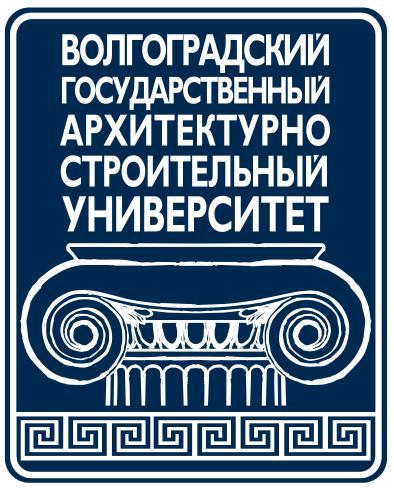 ВОЛГОГРАДСКИЙ
ГОСУДАРСТВЕННЫЙ
АРХИТЕКТУРНО
СТРОИТЕЛЬНЫЙ
УНИВЕРСИТЕТ